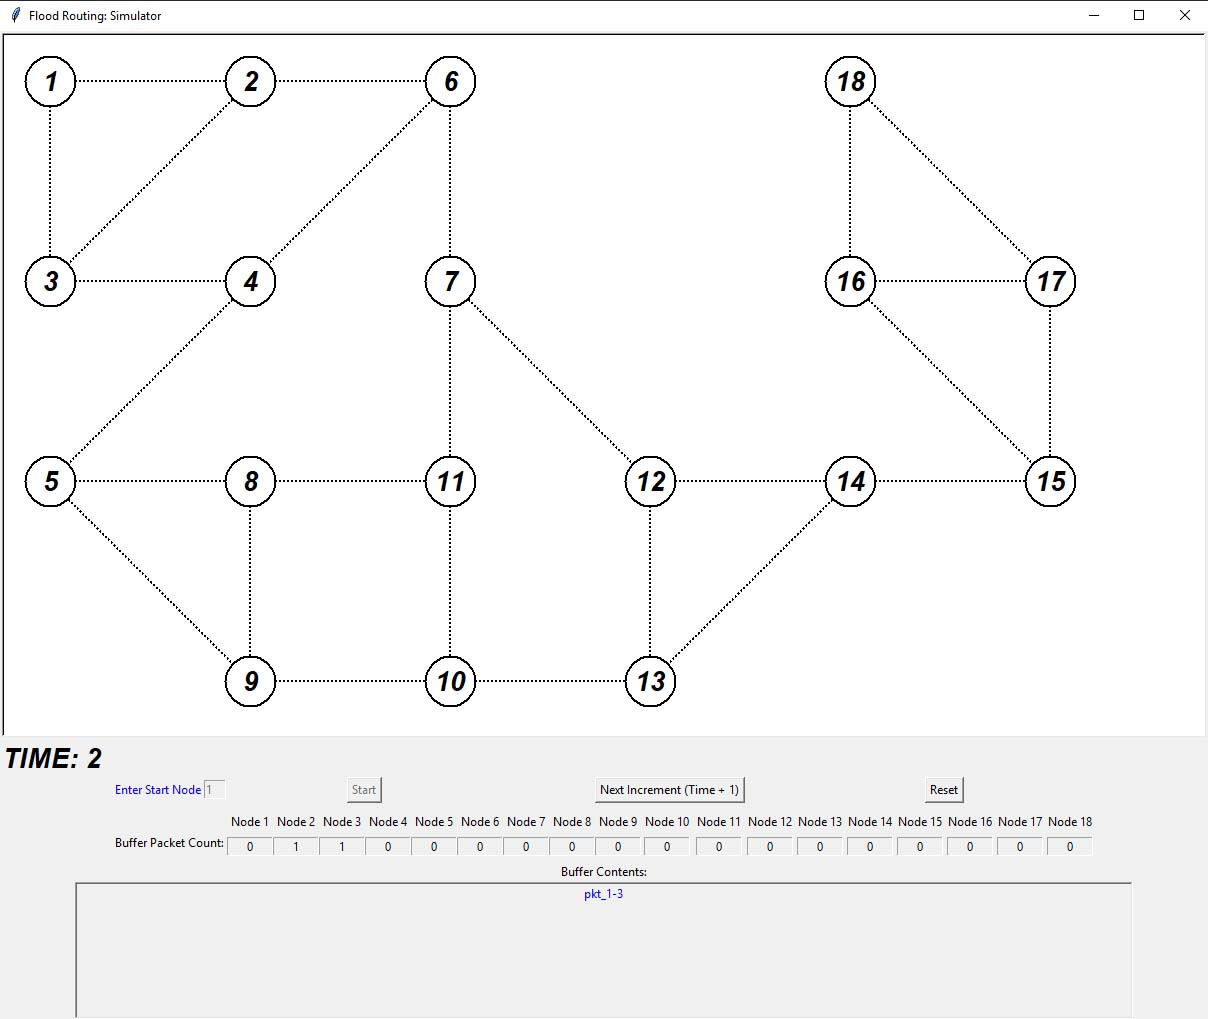 Flood Routing: Simulator
1 2 6 18
3 4 7 16 17
5 8 11 12 14 15
9 10 13
TIME: 2
Enter Start Node 1 Start Next Increment (Time + 1) Reset
Node 1 Node 2 Node 3 Node 4 Node 5 Node 6 Node 7 Node 8 Node 9 Node 10 Node 11 Node 12 Node 13 Node 14 Node 15 Node 16 Node 17 Node 18
Buffer Packet Count: 0 1 1 0 0 0 0 0 0 0 0 0 0 0 0 0 0 0
Buffer Contents:
pkt_1-3